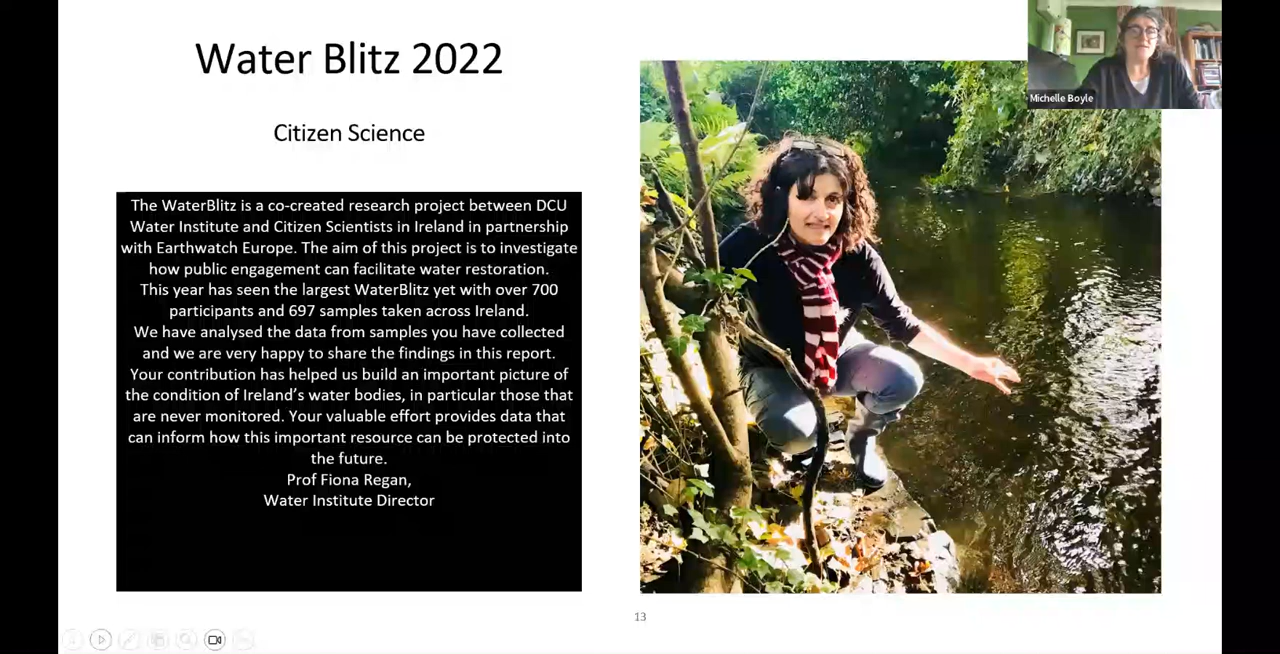 Water Blitz 2022
Citizen Science
The WaterBlitz is a co-created research project between DCU
Water Institute and Citizen Scientists in Ireland in partnership
with Earthwatch Europe. The aim of this project is to investigate
how public engagement can facilitate water restoration.
This year has seen the largest WaterBlitz yet with over 700
participants and 697 samples taken across Ireland.
We have analysed the data from samples you have collected
and we are very happy to share the findings in this report.
Your contribution has helped us build an important picture of
the condition of Ireland's water bodies, in particular those that
are never monitored. Your valuable effort provides data that
can inform how this important resource can be protected into
the future.
Prof Fiona Regan,
Water Institute Director
Michelle Boyle
13